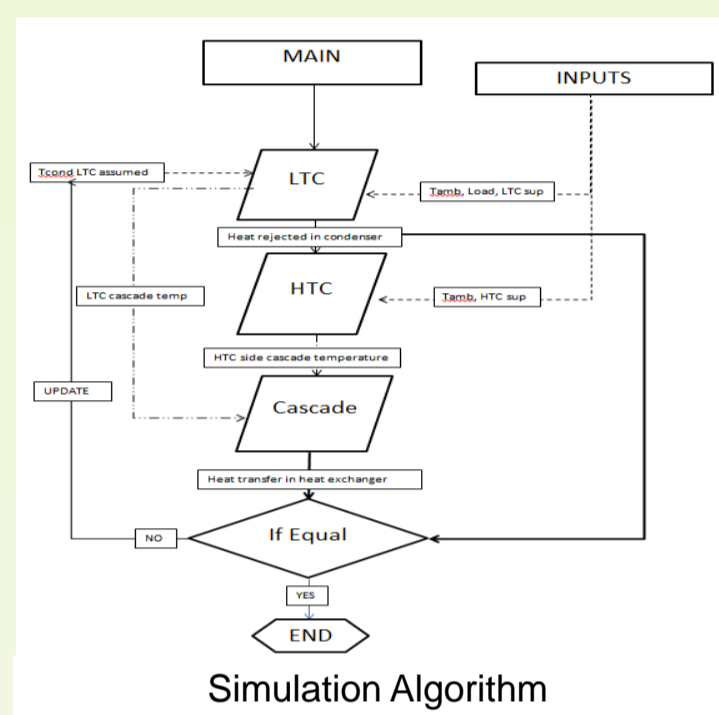 MAIN
INPUTS
Tcond LTC assumed
LTC
Tamb, Load, LTC sup
Heat rejected in condenser
HTC
LTC cascade temp
Tamb, HTC sup
HTC side cascade temperature
UPDATE
Cascade
Heat transfer in heat exchanger
If Equal
NO
YES
END
Simulation Algorithm